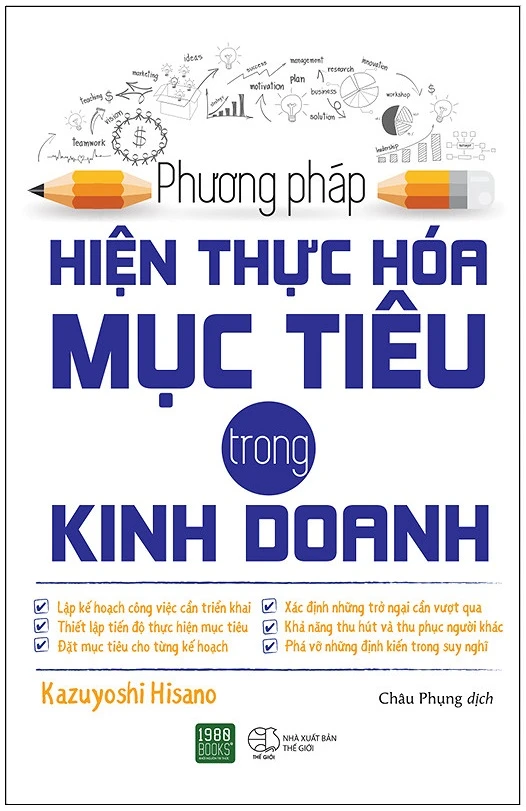 ideas
success
management
marketing
research
innovation
motivation
plan
teaching $
strategy
business
workshop
vision
solution
teamwork
$
leadership
Phương pháp
HIỆN THỰC HÓA
MỤC TIÊU
trong
KINH DOANH
Lập kế hoạch công việc cần triển khai
Xác định những trở ngại cần vượt qua
Thiết lập tiến độ thực hiện mục tiêu
Khả năng thu hút và thu phục người khác
Đặt mục tiêu cho từng kế hoạch
Phá vỡ những định kiến trong suy nghĩ
Kazuyoshi Hisano
Châu Phụng dịch
1980
BOOKS
NHÀ XUẤT BẢN
THẾ GIỚI
THẾ GIỚI